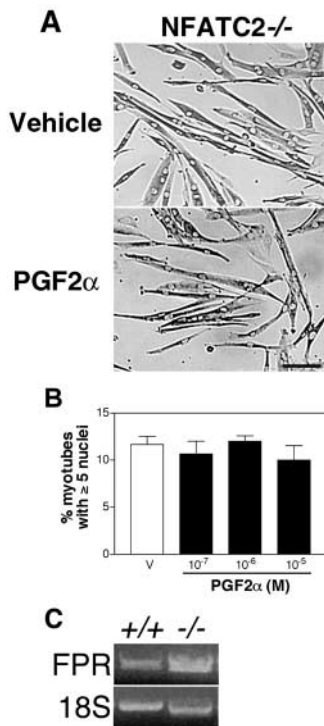 A NFATC2-/-
Vehicle
PGF2α
B
% myotubes
with ≥ 5 nuclei
15
10
5
0
V 10⁻⁷ 10⁻⁶ 10⁻⁵
PGF2α (M)
C +/+ -/-
FPR
18S